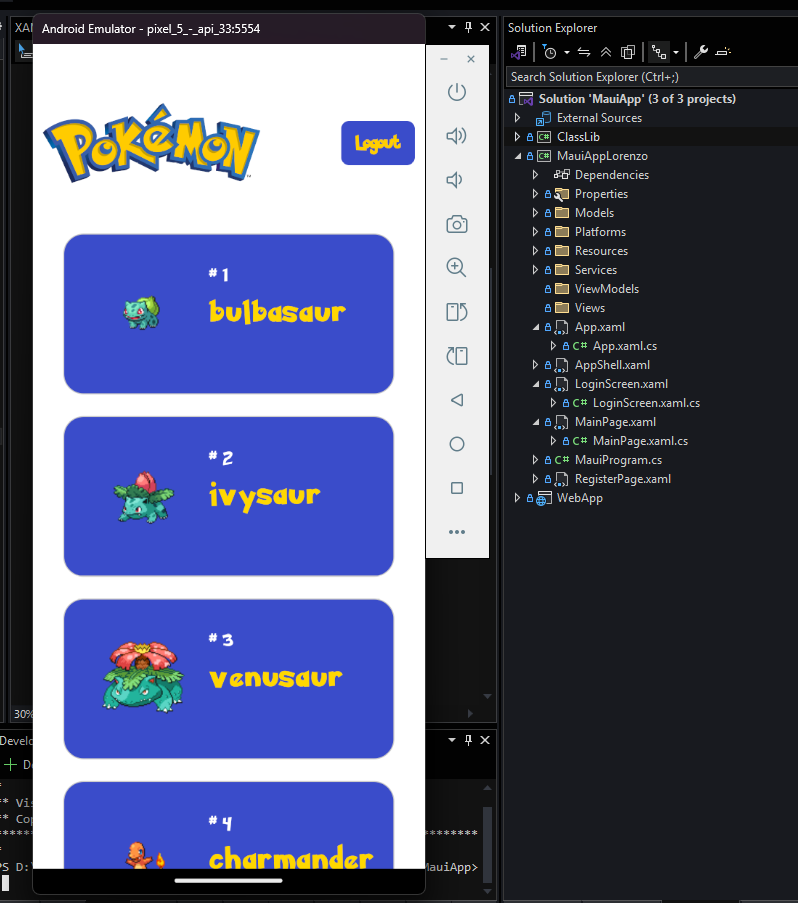 XAM
Android Emulator - pixel_5_-_api_33:5554
POKéMON
TM
Logout
# 1
bulbasaur
# 2
ivysaur
# 3
venusaur
# 4
charmander
30%
Develo
** Vis
** Cop
PS D:\
MauiApp>
Solution Explorer
Search Solution Explorer (Ctrl+;)
Solution 'MauiApp' (3 of 3 projects)
External Sources
ClassLib
MauiAppLorenzo
Dependencies
Properties
Models
Platforms
Resources
Services
ViewModels
Views
App.xaml
C# App.xaml.cs
AppShell.xaml
LoginScreen.xaml
C# LoginScreen.xaml.cs
MainPage.xaml
C# MainPage.xaml.cs
C# MauiProgram.cs
RegisterPage.xaml
WebApp